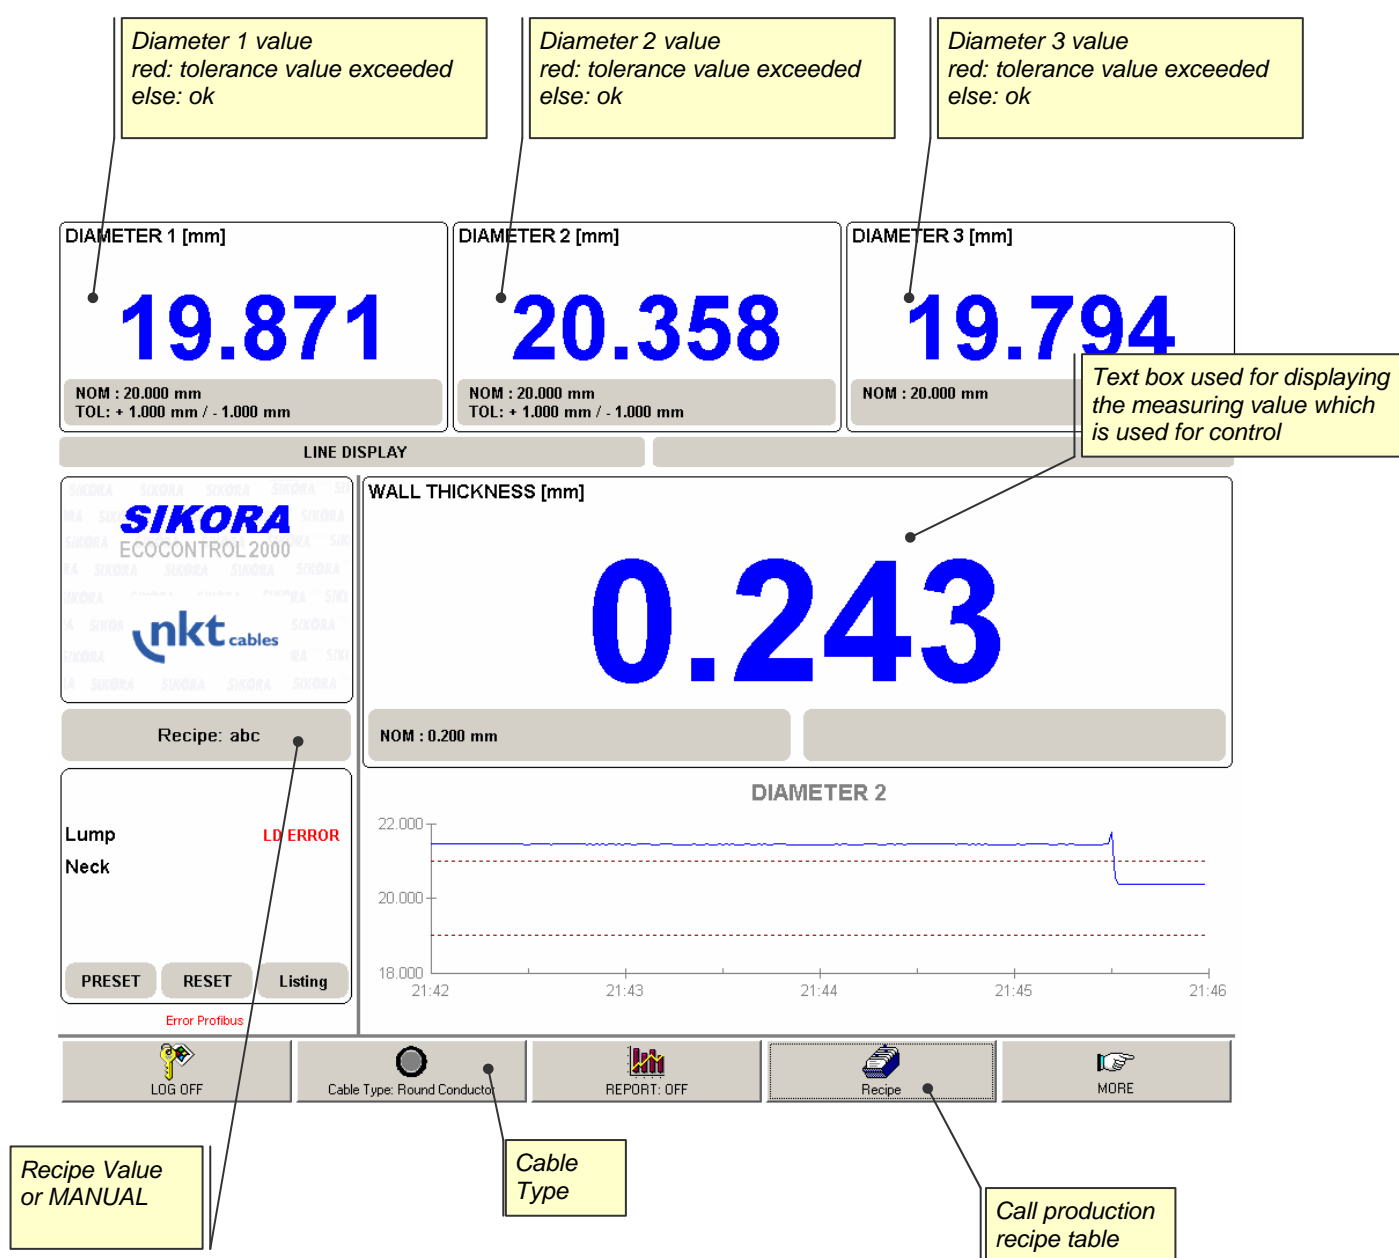 Diameter 1 value
red: tolerance value exceeded
else: ok
Diameter 2 value
red: tolerance value exceeded
else: ok
Diameter 3 value
red: tolerance value exceeded
else: ok
DIAMETER 1 [mm]
19.871
NOM : 20.000 mm
TOL: + 1.000 mm / - 1.000 mm
DIAMETER 2 [mm]
20.358
NOM : 20.000 mm
TOL: + 1.000 mm / - 1.000 mm
DIAMETER 3 [mm]
19.794
NOM : 20.000 mm
Text box used for displaying
the measuring value which
is used for control
LINE DISPLAY
SIKORA
ECOCONTROL 2000
nkt cables
Recipe: abc
WALL THICKNESS [mm]
0.243
NOM : 0.200 mm
Lump LD ERROR
Neck
PRESET RESET Listing
Error Profibus
DIAMETER 2
22.000
20.000
18.000
21:42 21:43 21:44 21:45 21:46
LOG OFF
Cable Type: Round Conductor
REPORT: OFF
Recipe
MORE
Recipe Value
or MANUAL
Cable
Type
Call production
recipe table